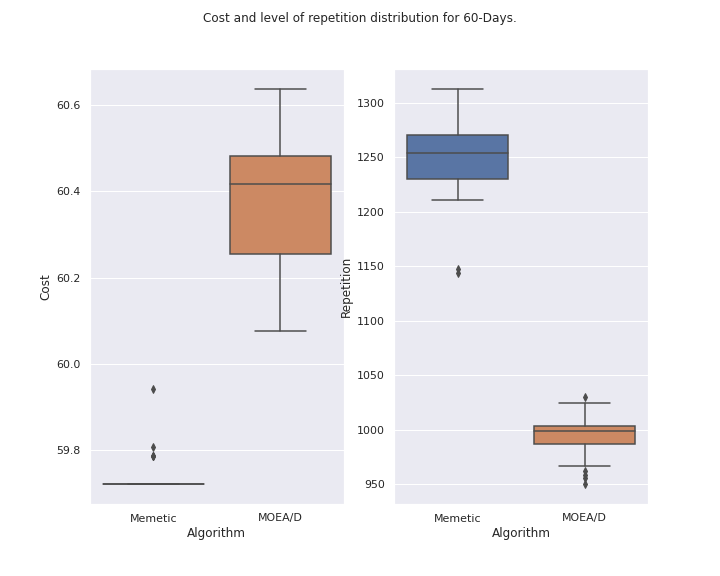 Cost and level of repetition distribution for 60-Days.
60.6
60.4
60.2
60.0
59.8
Cost
Memetic
MOEA/D
Algorithm
1300
1250
1200
1150
1100
1050
1000
950
Repetition
Memetic
MOEA/D
Algorithm